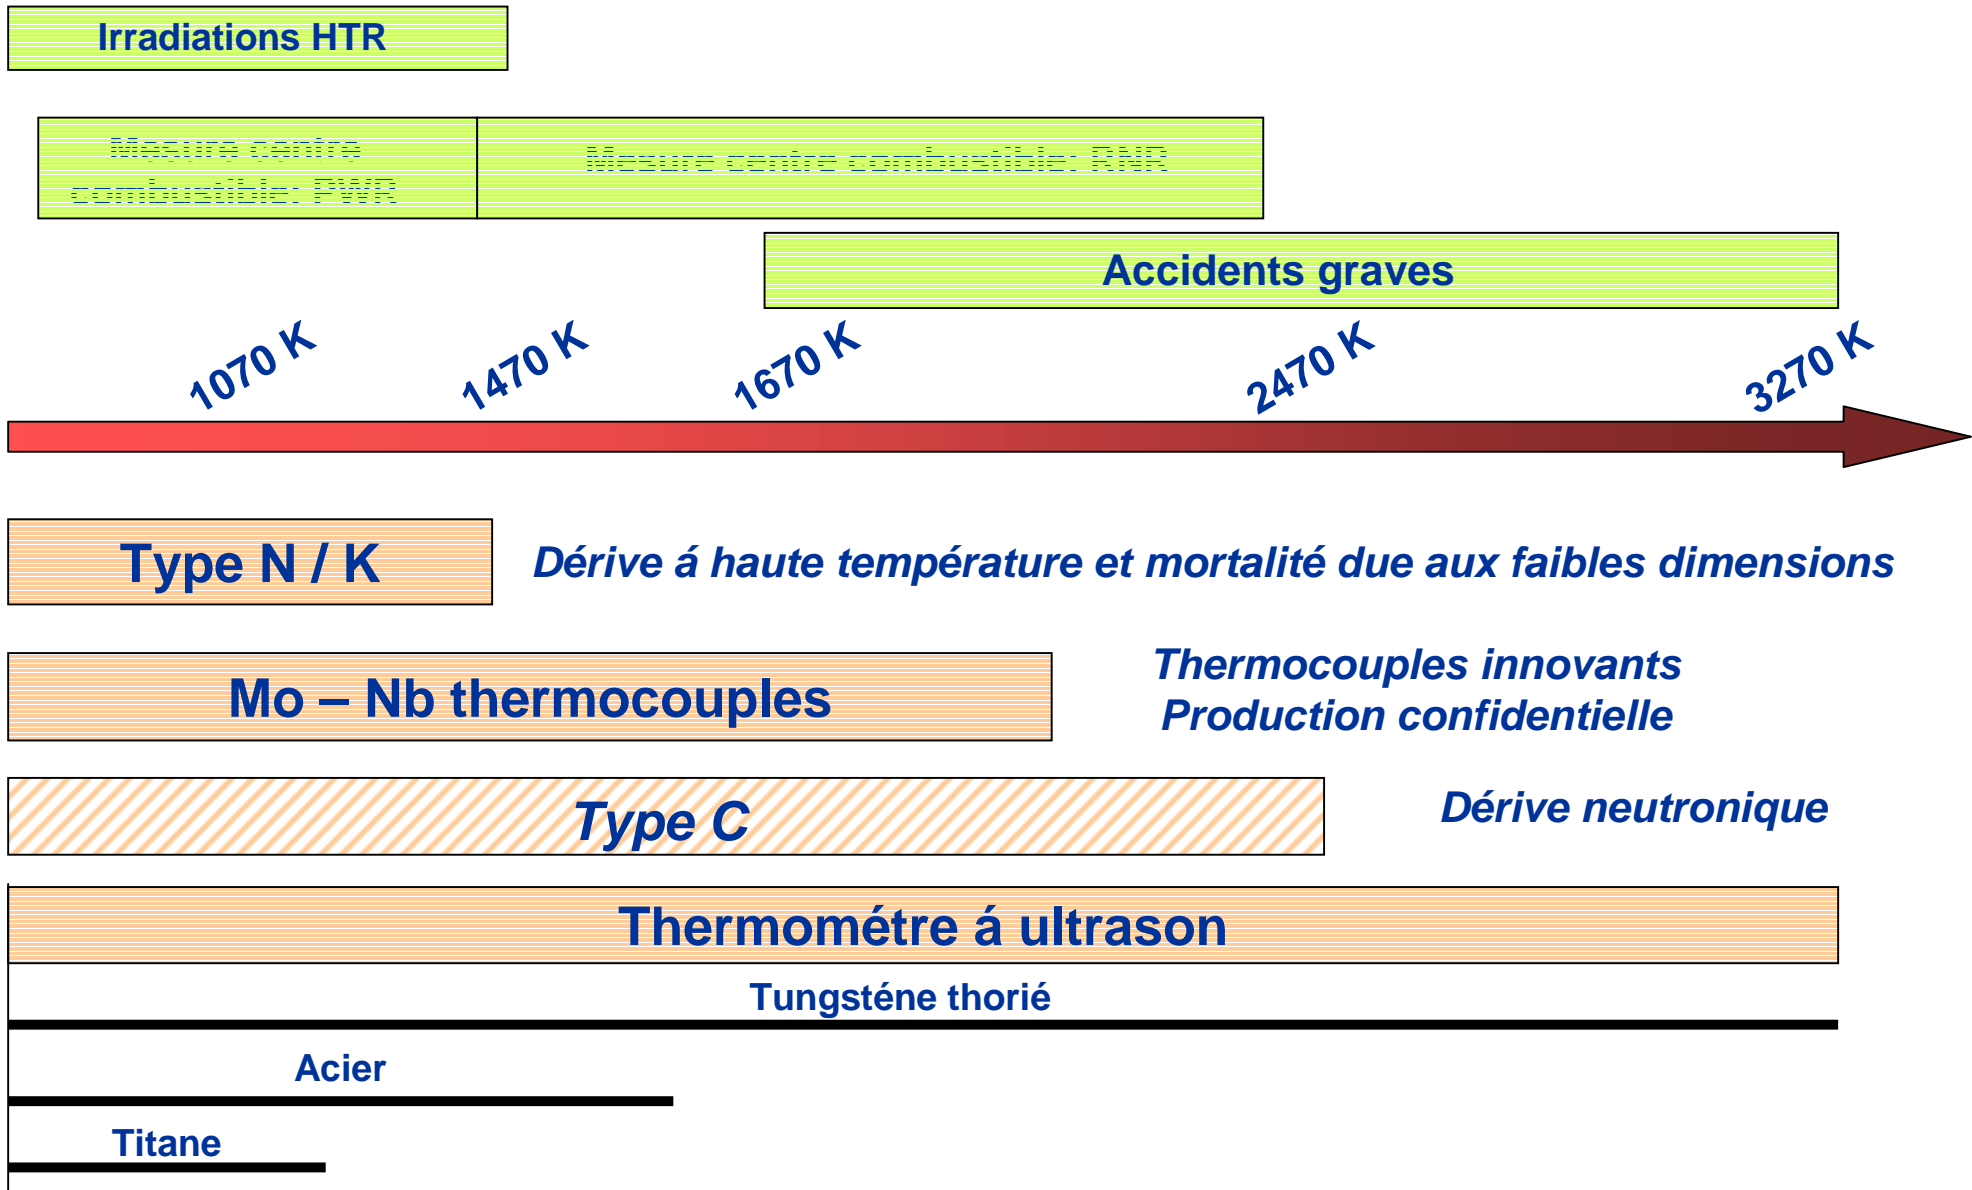 Irradiations HTR
Mesure centre
combustible: PWR
Mesure centre combustible: RNR
Accidents graves
1070 K
1470 K
1670 K
2470 K
3270 K
Type N / K
Dérive á haute température et mortalité due aux faibles dimensions
Mo – Nb thermocouples
Thermocouples innovants
Production confidentielle
Type C
Dérive neutronique
Thermométre á ultrason
Tungsténe thorié
Acier
Titane